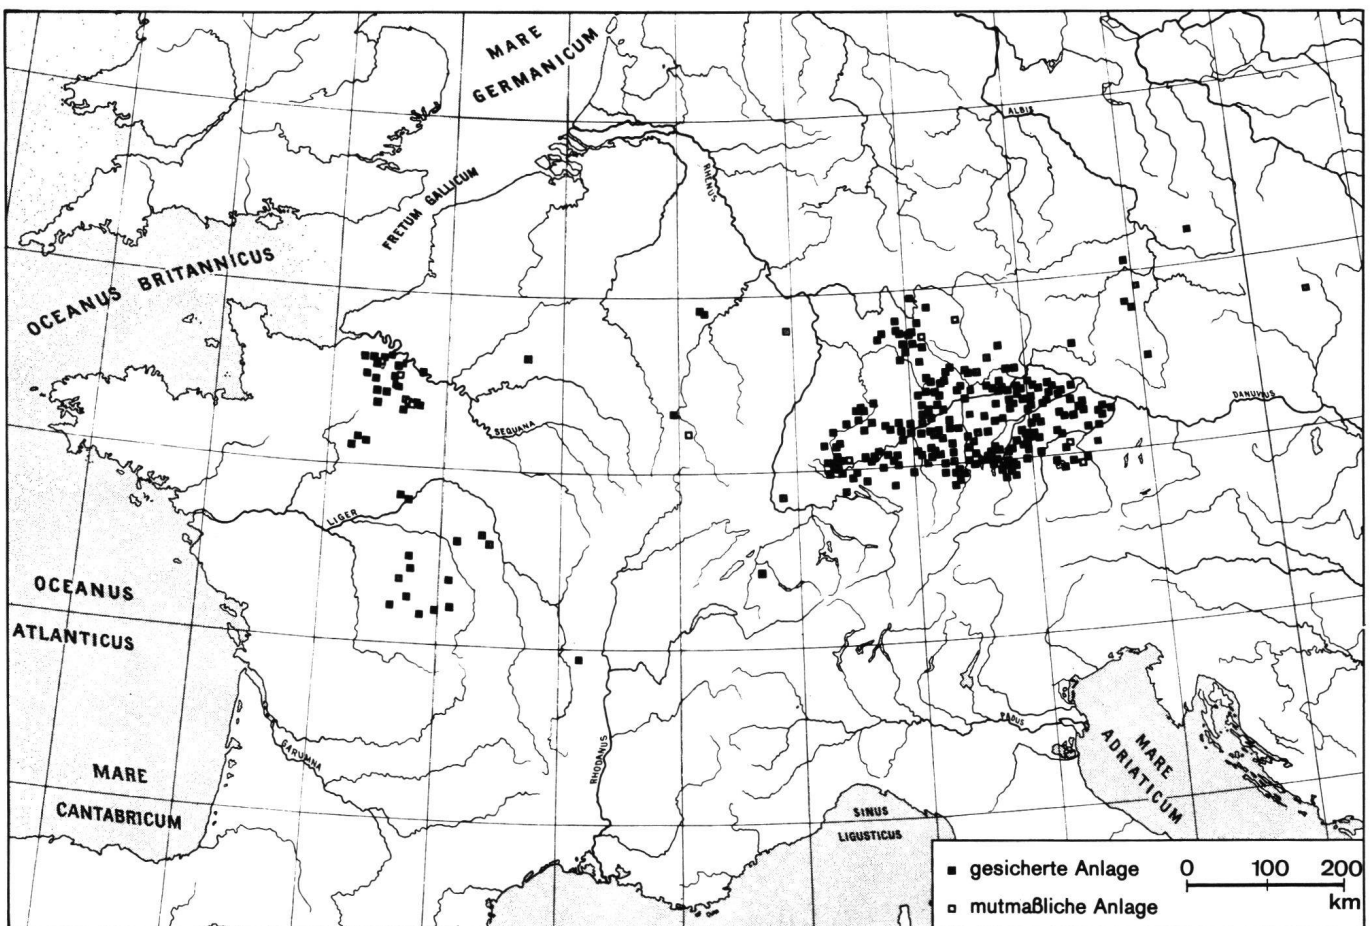 MARE
GERMANICUM
ALBIS
RHENUS
FRETUM GALLICUM
OCEANUS BRITANNICUS
DANUVIUS
SEQUANA
LIGER
OCEANUS
ATLANTICUS
PADUS
MARE
ADRIATICUM
GARUMNA
RHODANUS
MARE
CANTABRICUM
SINUS
LIGUSTICUS
gesicherte Anlage
mutmaßliche Anlage
0 100 200
km